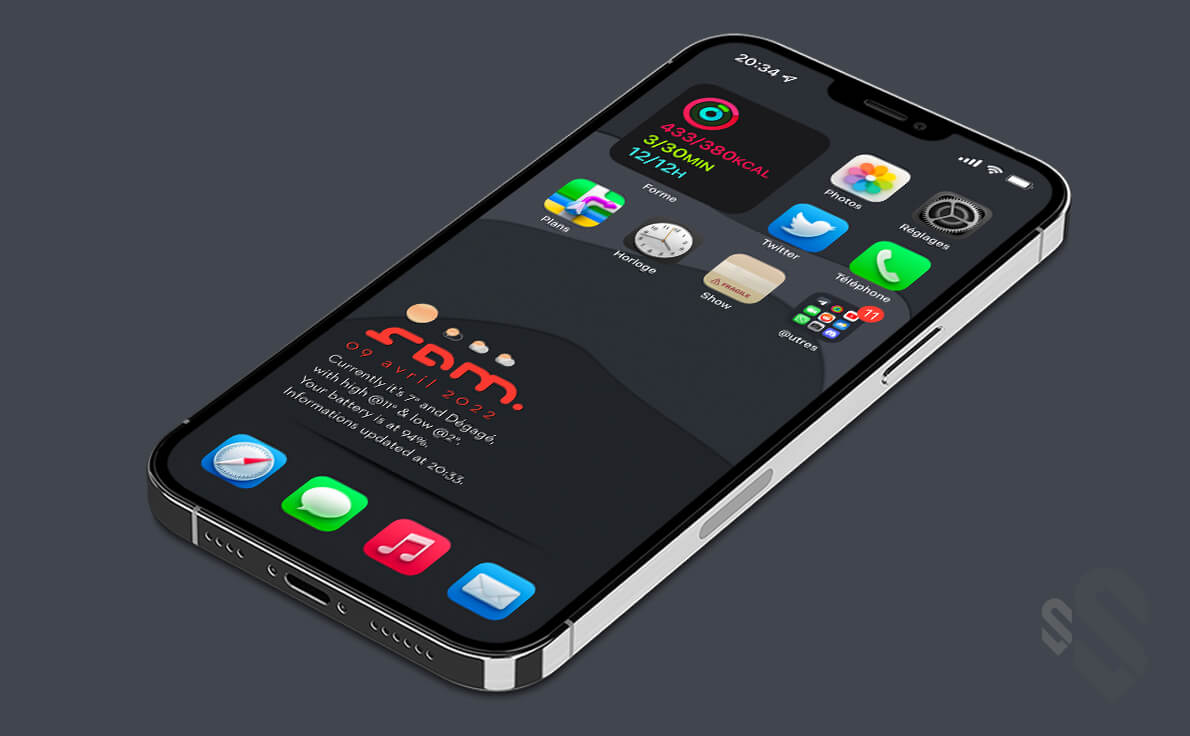 20:34
433/380KCAL
3/30MIN
12/12H
Forme
Photos
Réglages
Plans
Horloge
Twitter
Téléphone
Show
FRAGILE
@utres
11
sam.
09 avril 2022
Currently it's 7° and Dégagé,
with high @11° & low @2°.
Your battery is at 94%.
Informations updated at 20:33.